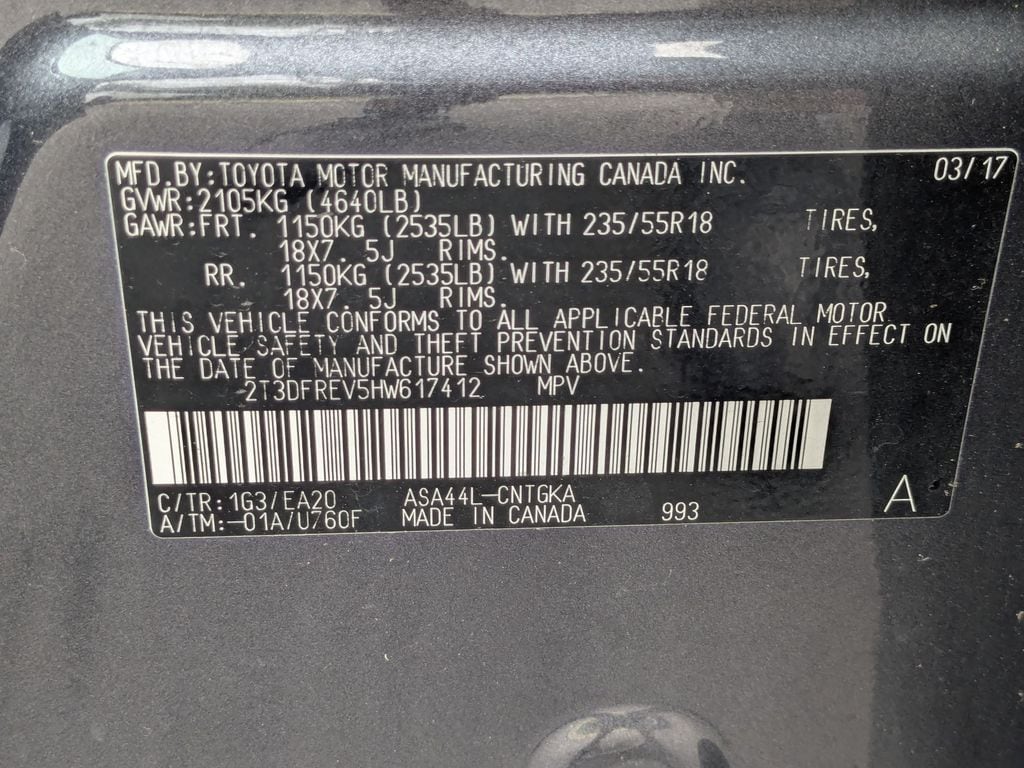 MFD.BY:TOYOTA MOTOR MANUFACTURING CANADA INC. 03/17
GVWR:2105KG (4640LB)
GAWR:FRT. 1150KG (2535LB) WITH 235/55R18 TIRES,
18X7. 5J RIMS.
RR. 1150KG (2535LB) WITH 235/55R18 TIRES,
18X7. 5J RIMS.
THIS VEHICLE CONFORMS TO ALL APPLICABLE FEDERAL MOTOR
VEHICLE SAFETY AND THEFT PREVENTION STANDARDS IN EFFECT ON
THE DATE OF MANUFACTURE SHOWN ABOVE.
2T3DFREV5HW617412 MPV
C/TR:1G3/EA20 ASA44L-CNTGKA
A/TM:-01A/U760F MADE IN CANADA 993 A